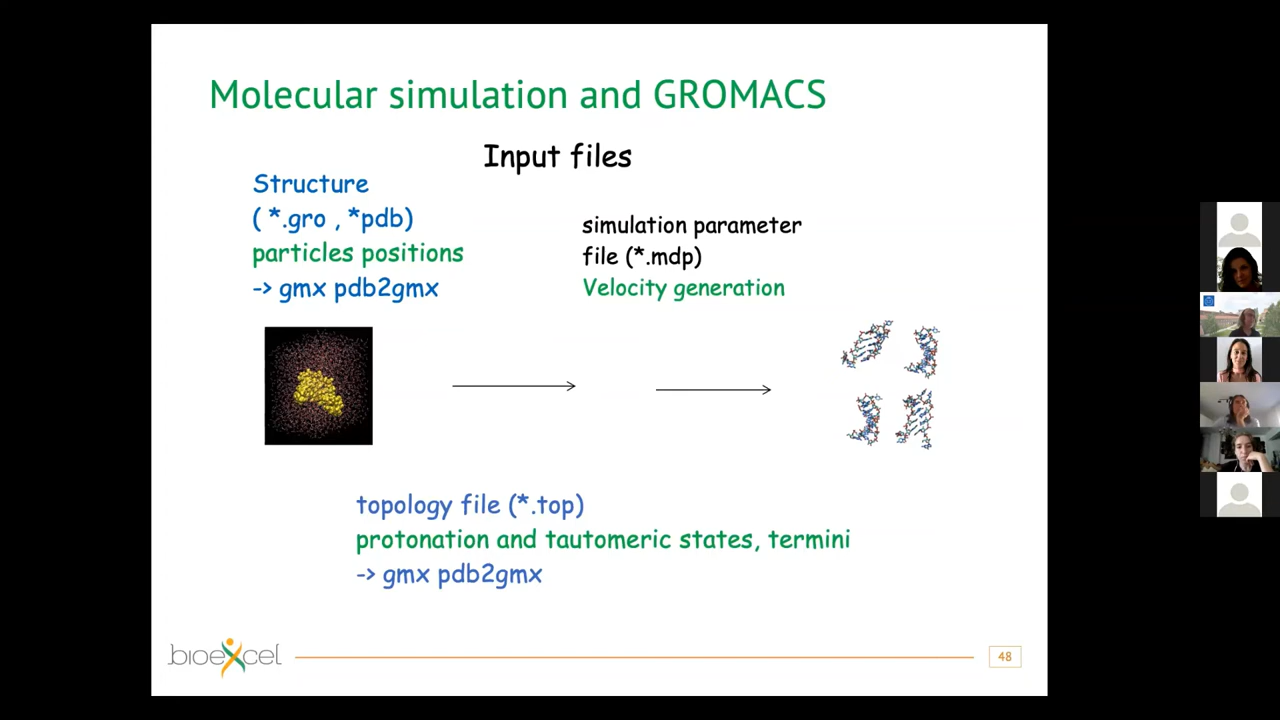 Molecular simulation and GROMACS
Input files
Structure
( *.gro , *pdb)
particles positions
-> gmx pdb2gmx
simulation parameter
file (*.mdp)
Velocity generation
topology file (*.top)
protonation and tautomeric states, termini
-> gmx pdb2gmx
bioexcel
48